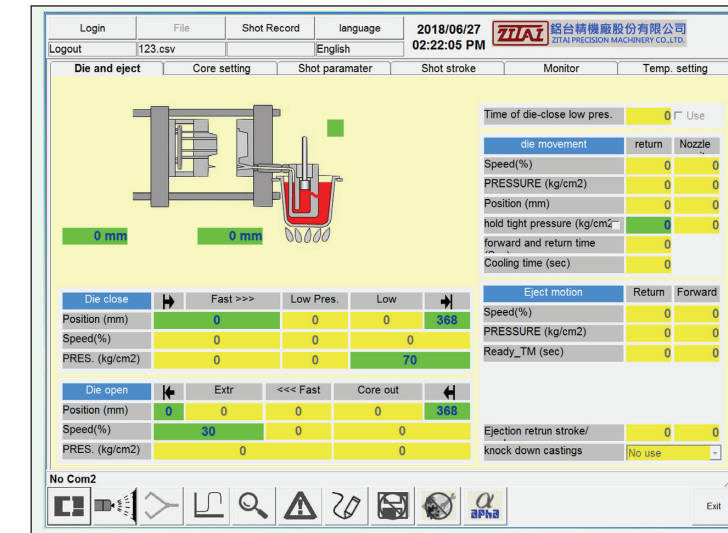 Login File Shot Record language 2018/06/27 ZITAI 鋁台精機廠股份有限公司
Logout 123.csv English 02:22:05 PM ZITAI PRECISION MACHINERY CO.,LTD.
Die and eject Core setting Shot paramater Shot stroke Monitor Temp. setting
Time of die-close low pres. 0 Use
die movement return Nozzle
Speed(%) 0 0
PRESSURE (kg/cm2) 0 0
Position (mm) 0 0
hold tight pressure (kg/cm2 0 0
forward and return time 0
Cooling time (sec) 0
0 mm 0 mm
Die close Fast >>> Low Pres. Low
Position (mm) 0 0 0 368
Speed(%) 0 0 0
PRES. (kg/cm2) 0 0 70
Eject motion Return Forward
Speed(%) 0 0
PRESSURE (kg/cm2) 0 0
Ready_TM (sec) 0 0
Die open Extr <<< Fast Core out
Position (mm) 0 0 0 0 368
Speed(%) 30 0 0
PRES. (kg/cm2) 0 0
Ejection retrun stroke/ 0 0
knock down castings No use
No Com2
α apha Exit